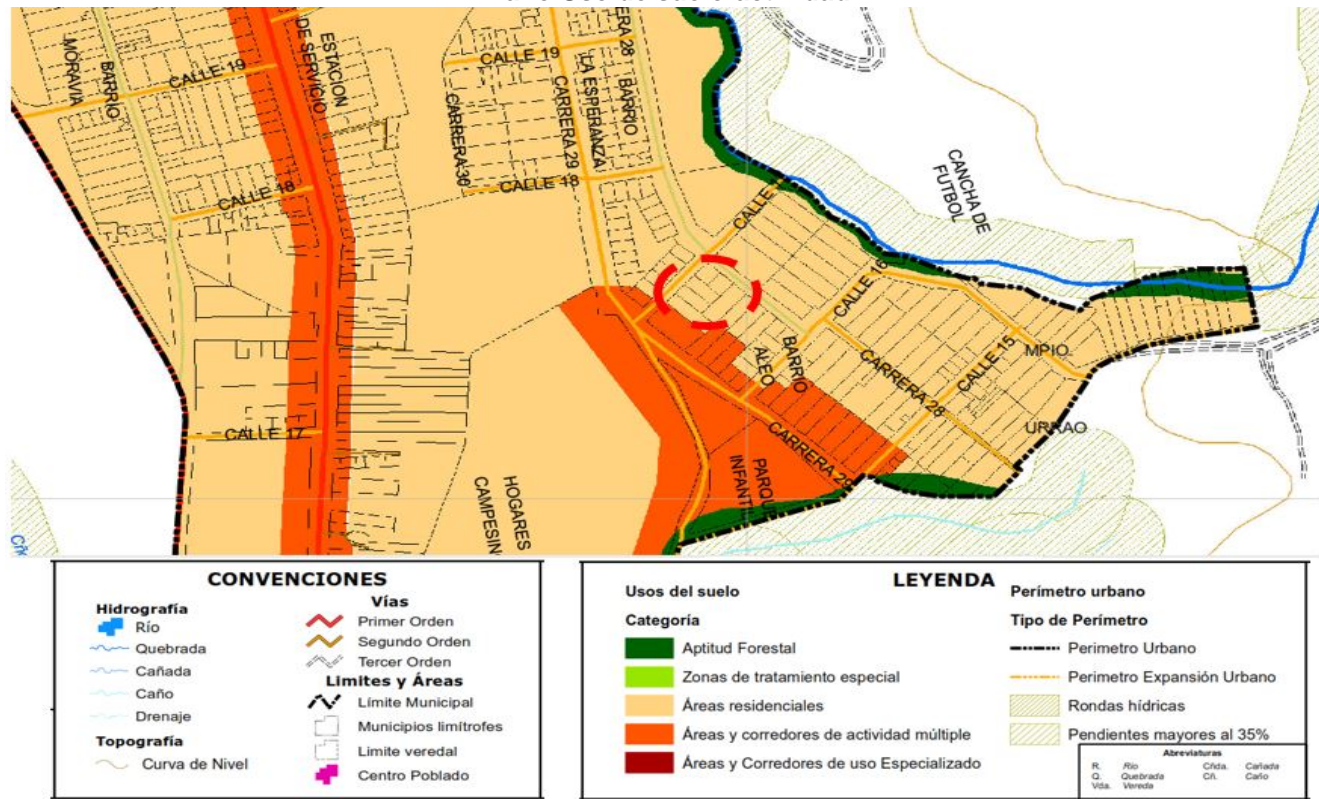 CALLE 19
BARRIO
MORAVIA
ESTACION
DE SERVICIO
CALLE 18
CALLE 17
CALLE 19
CARRERA 30
CARRERA 29
LA ESPERANZA
BARRIO
CALLE 18
CALLE
CANCHA DE
FUTBOL
CALLE 16
BARRIO
ALEO
CALLE 15
CARRERA 28
MPIO.
URRAO
CARRERA 29
PARQUE
INFANTIL
HOGARES
CONVENCIONES
Hidrografía
Río
Quebrada
Cañada
Caño
Drenaje
Topografía
Curva de Nivel
Vías
Primer Orden
Segundo Orden
Tercer Orden
Limites y Áreas
Límite Municipal
Municipios limítrofes
Limite veredal
Centro Poblado
LEYENDA
Usos del suelo
Categoría
Aptitud Forestal
Zonas de tratamiento especial
Áreas residenciales
Áreas y corredores de actividad múltiple
Áreas y Corredores de uso Especializado
Perímetro urbano
Tipo de Perímetro
Perimetro Urbano
Perimetro Expansión Urbano
Rondas hídricas
Pendientes mayores al 35%
Abreviaturas
R. Río Cñda. Cañada
Q. Quebrada Cñ. Caño
Vda. Vereda